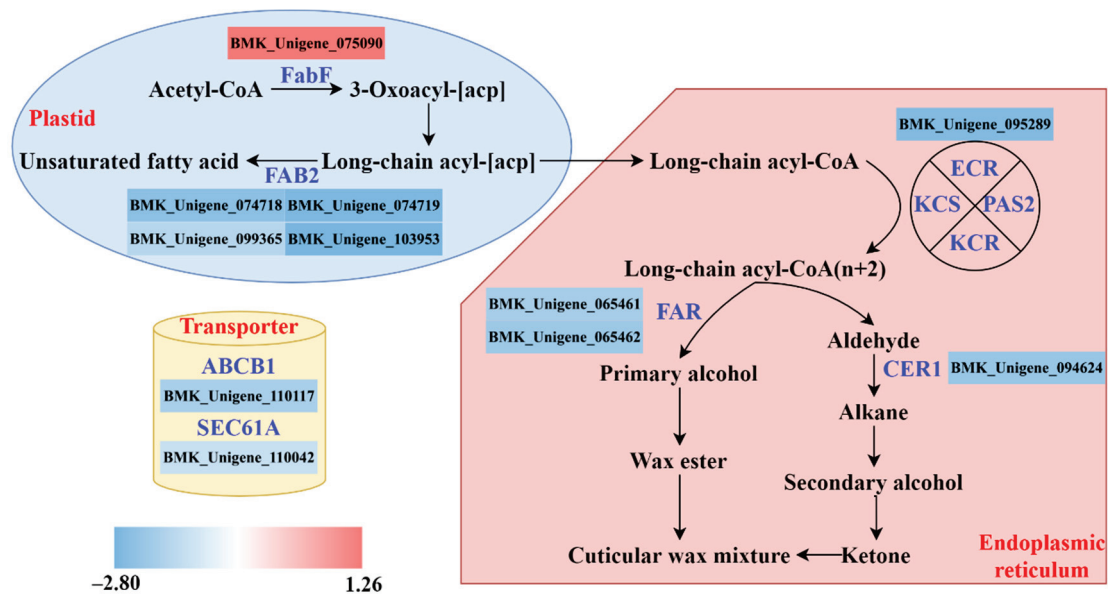 BMK_Unigene_075090
FabF
Acetyl-CoA
3-Oxoacyl-[acp]
Plastid
Unsaturated fatty acid
FAB2
Long-chain acyl-[acp]
BMK_Unigene_074718 BMK_Unigene_074719
BMK_Unigene_099365 BMK_Unigene_103953
Long-chain acyl-CoA
BMK_Unigene_095289
ECR
KCS PAS2
KCR
Long-chain acyl-CoA(n+2)
BMK_Unigene_065461
BMK_Unigene_065462
FAR
Aldehyde
CER1
BMK_Unigene_094624
Primary alcohol
Alkane
Wax ester
Secondary alcohol
Cuticular wax mixture
Ketone
Endoplasmic
reticulum
Transporter
ABCB1
BMK_Unigene_110117
SEC61A
BMK_Unigene_110042
−2.80 1.26